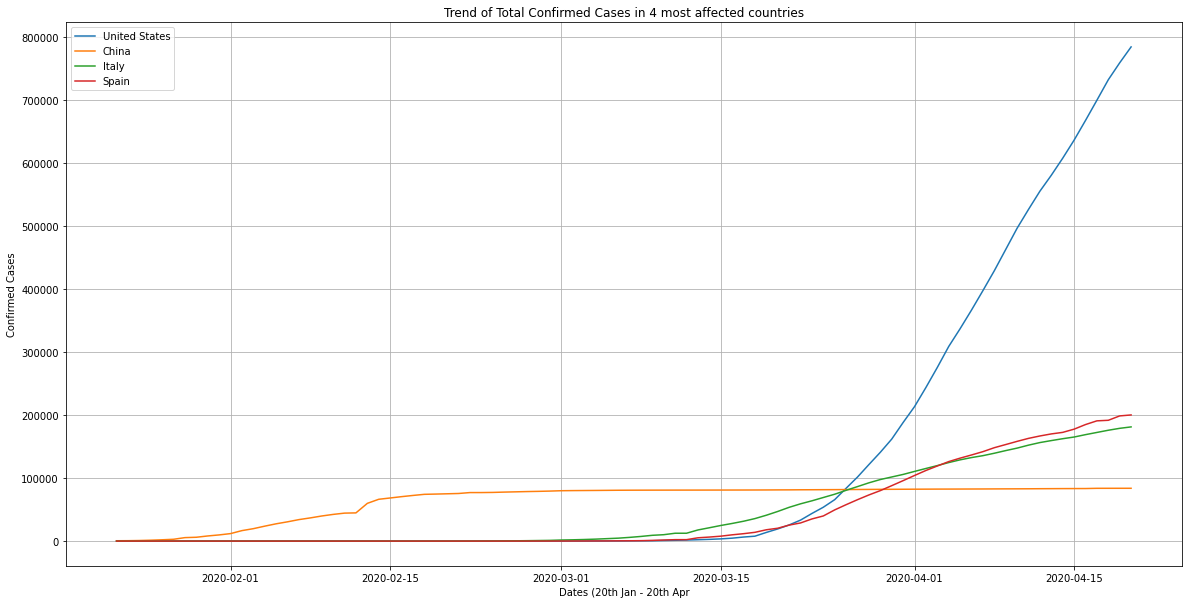 Trend of Total Confirmed Cases in 4 most affected countries
United States
China
Italy
Spain
Confirmed Cases
800000
700000
600000
500000
400000
300000
200000
100000
0
2020-02-01
2020-02-15
2020-03-01
2020-03-15
2020-04-01
2020-04-15
Dates (20th Jan - 20th Apr